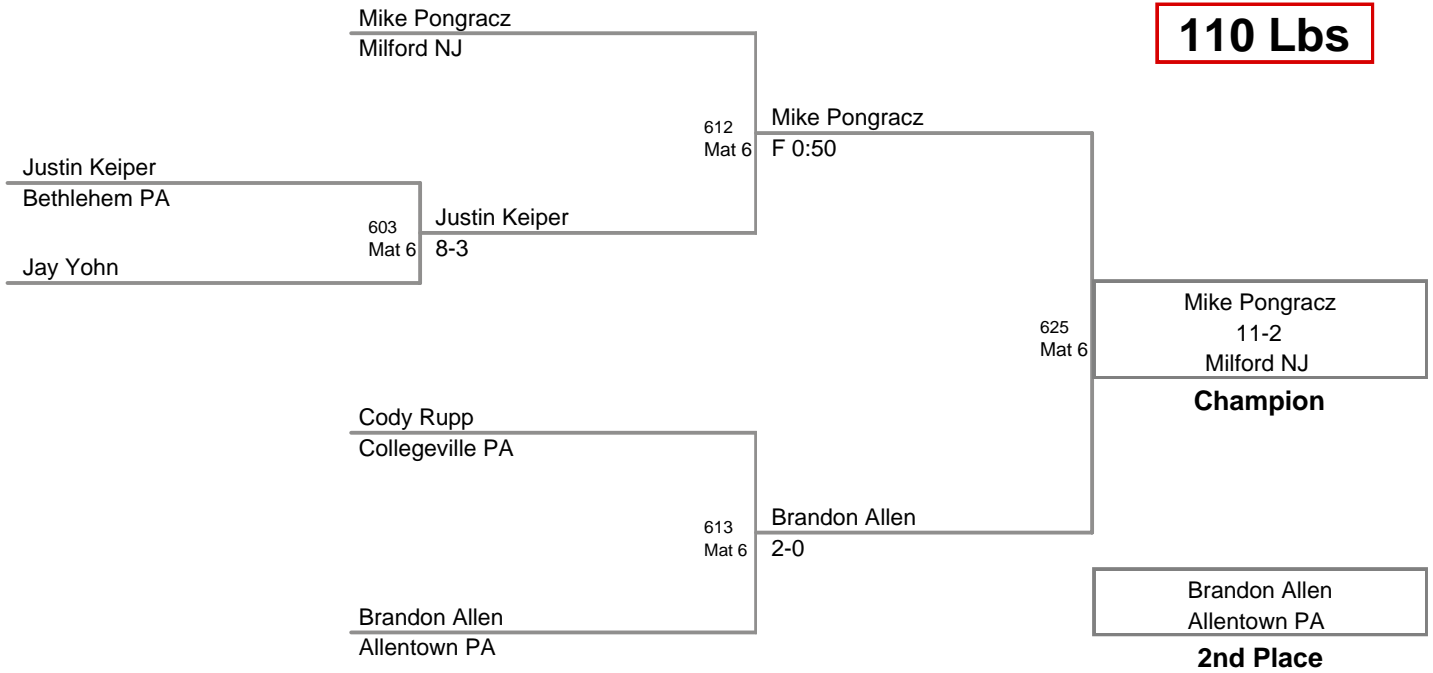 Mike Pongracz
Milford NJ
110 Lbs
612
Mat 6
Mike Pongracz
F 0:50
Justin Keiper
Bethlehem PA
603
Mat 6
Justin Keiper
8-3
Jay Yohn
625
Mat 6
Mike Pongracz
11-2
Milford NJ
Champion
Cody Rupp
Collegeville PA
613
Mat 6
Brandon Allen
2-0
Brandon Allen
Allentown PA
Brandon Allen
Allentown PA
2nd Place